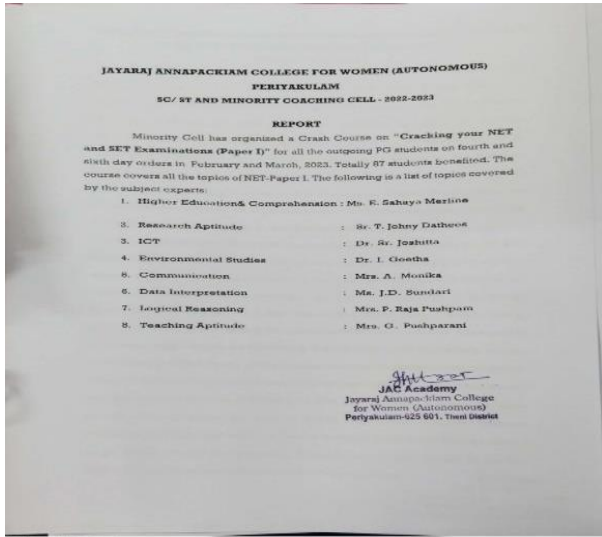 JAYARAJ ANNAPACKIAM COLLEGE FOR WOMEN (AUTONOMOUS)
PERIYAKULAM
SC/ ST AND MINORITY COACHING CELL - 2022-2023
REPORT
Minority Cell has organized a Crash Course on "Cracking your NET
and SET Examinations (Paper I)" for all the outgoing PG students on fourth and
sixth day orders in February and March, 2023. Totally 87 students benefited. The
course covers all the topics of NET-Paper I. The following is a list of topics covered
by the subject experts:
1. Higher Education& Comprehension : Ms. E. Sahaya Merline
2. Research Aptitude : Sr. T. Johny Dathees
3. ICT : Dr. Sr. Joshitta
4. Environmental Studies : Dr. I. Geetha
5. Communication : Mrs. A. Monika
6. Data Interpretation : Ms. J.D. Sundari
7. Logical Reasoning : Mrs. P. Raja Pushpam
8. Teaching Aptitude : Mrs. G. Pushparani
JAC Academy
Jayaraj Annapackiam College
for Women (Autonomous)
Periyakulam-625 601. Theni District